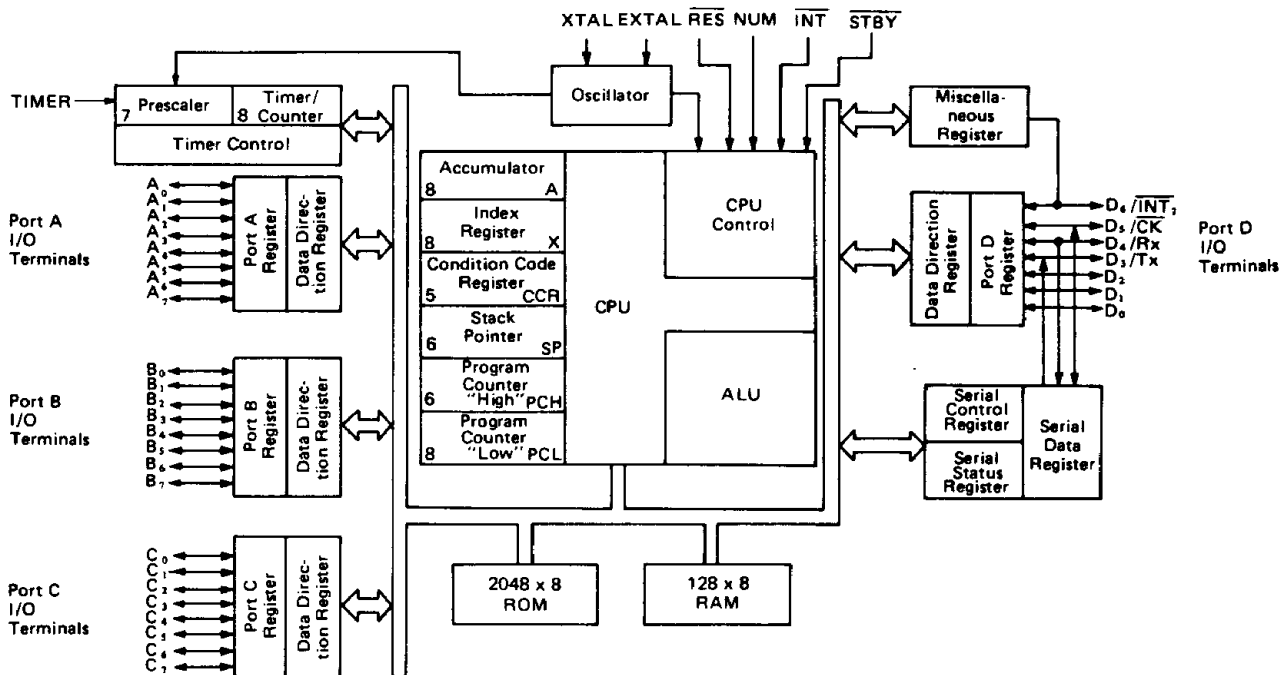 XTAL EXTAL RES NUM INT STBY
TIMER
7 Prescaler
8 Timer/
Counter
Timer Control
Oscillator
Miscella-
neous
Register
Port A
I/O
Terminals
A₀
A₁
A₂
A₃
A₄
A₅
A₆
A₇
Port A
Register
Data Direc-
tion Register
Accumulator
8 A
Index
Register
8 X
Condition Code
Register
5 CCR
Stack
Pointer
6 SP
Program
Counter
6 "High" PCH
Program
Counter
8 "Low" PCL
CPU
CPU
Control
ALU
Data Direction
Register
Port D
Register
D₆/INT₂
D₅/CK
D₄/Rx
D₃/Tx
D₂
D₁
D₀
Port D
I/O
Terminals
Port B
I/O
Terminals
B₀
B₁
B₂
B₃
B₄
B₅
B₆
B₇
Port B
Register
Data Direc-
tion Register
Serial
Control
Register
Serial
Status
Register
Serial
Data
Register
Port C
I/O
Terminals
C₀
C₁
C₂
C₃
C₄
C₅
C₆
C₇
Port C
Register
Data Direc-
tion Register
2048 x 8
ROM
128 x 8
RAM